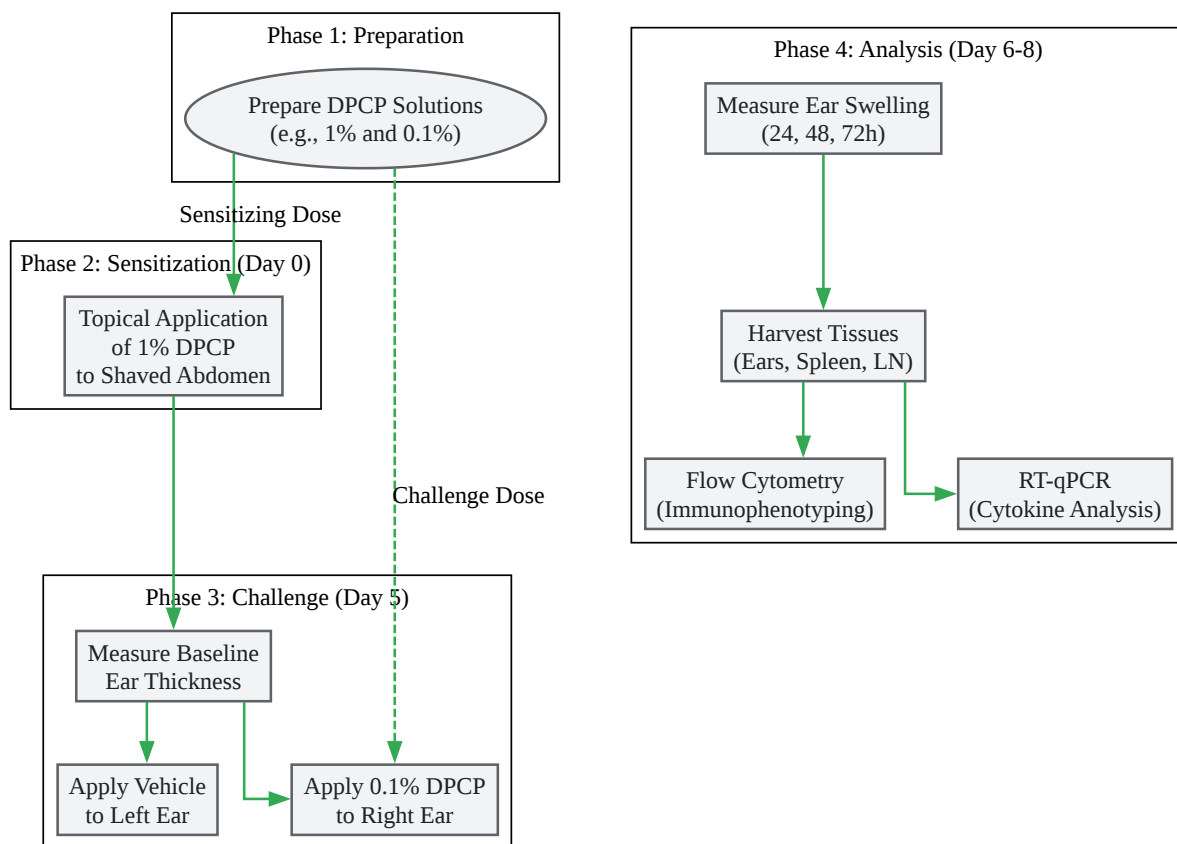 Phase 1: Preparation
Prepare DPCP Solutions
(e.g., 1% and 0.1%)
Sensitizing Dose
Phase 2: Sensitization (Day 0)
Topical Application
of 1% DPCP
to Shaved Abdomen
Challenge Dose
Phase 3: Challenge (Day 5)
Measure Baseline
Ear Thickness
Apply Vehicle
to Left Ear
Apply 0.1% DPCP
to Right Ear
Phase 4: Analysis (Day 6-8)
Measure Ear Swelling
(24, 48, 72h)
Harvest Tissues
(Ears, Spleen, LN)
Flow Cytometry
(Immunophenotyping)
RT-qPCR
(Cytokine Analysis)